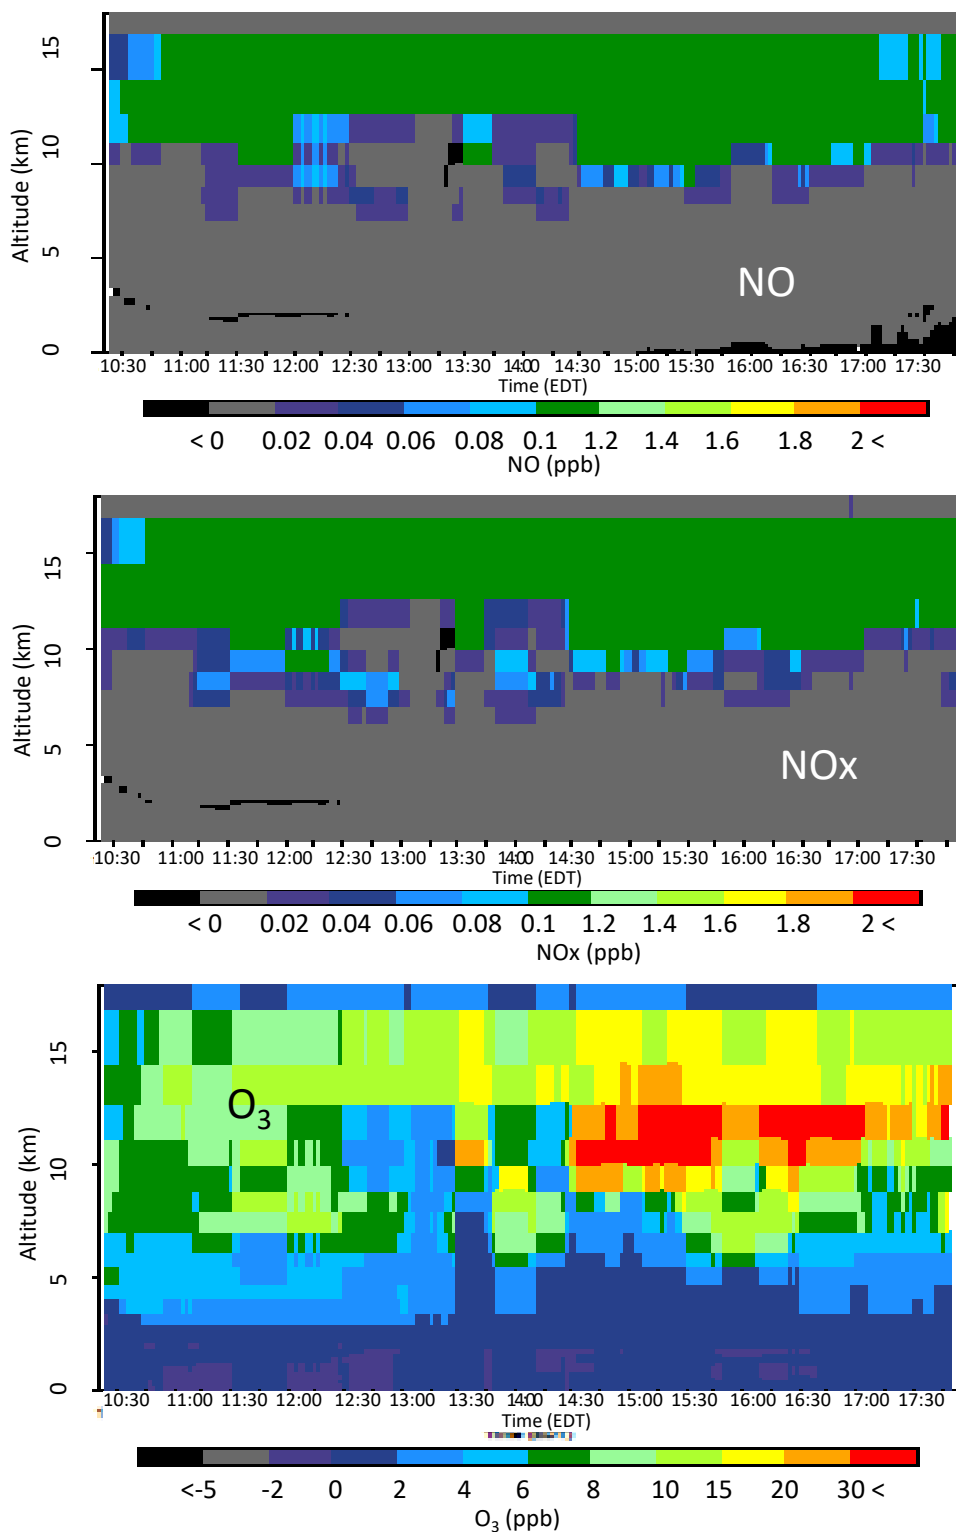 15
10
5
0
Altitude (km)
NO
10:30 11:00 11:30 12:00 12:30 13:00 13:30 14:00 14:30 15:00 15:30 16:00 16:30 17:00 17:30
Time (EDT)
< 0 0.02 0.04 0.06 0.08 0.1 1.2 1.4 1.6 1.8 2 <
NO (ppb)
15
10
5
0
Altitude (km)
NOx
10:30 11:00 11:30 12:00 12:30 13:00 13:30 14:00 14:30 15:00 15:30 16:00 16:30 17:00 17:30
Time (EDT)
< 0 0.02 0.04 0.06 0.08 0.1 1.2 1.4 1.6 1.8 2 <
NOx (ppb)
15
10
5
0
Altitude (km)
O3
10:30 11:00 11:30 12:00 12:30 13:00 13:30 14:00 14:30 15:00 15:30 16:00 16:30 17:00 17:30
Time (EDT)
<-5 -2 0 2 4 6 8 10 15 20 30 <
O3 (ppb)